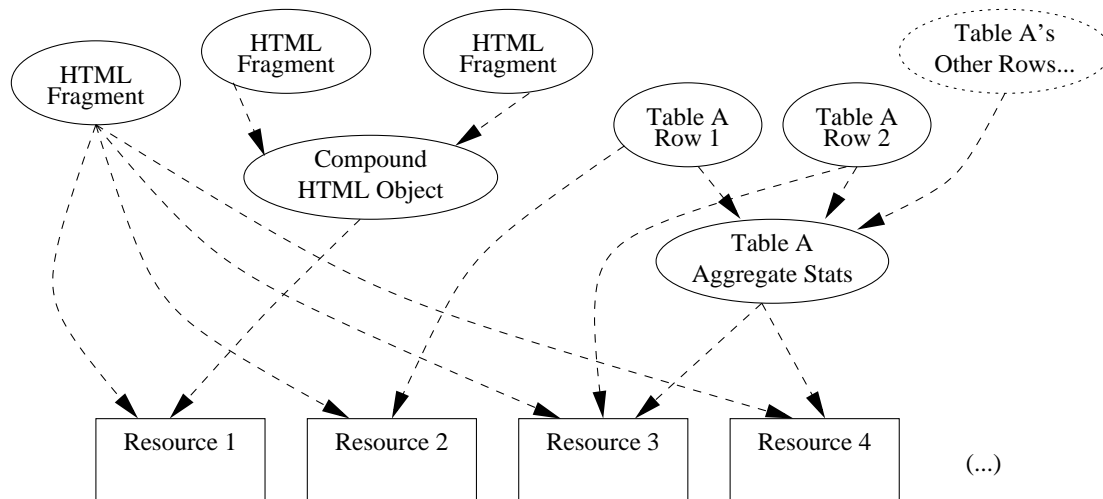 HTML
Fragment
HTML
Fragment
HTML
Fragment
Table A's
Other Rows...
Table A
Row 1
Table A
Row 2
Compound
HTML Object
Table A
Aggregate Stats
Resource 1
Resource 2
Resource 3
Resource 4
(...)